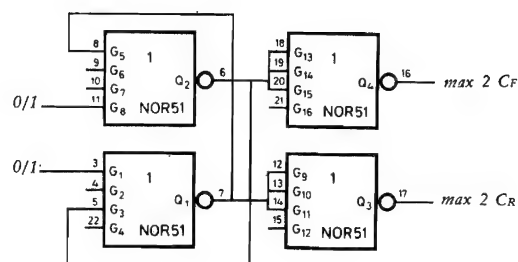 8 G5 1 6
9 G6
10 G7 Q2
0/1 11 G8 NOR51
18 G13 1
19 G14 16
20 G15 Q4 max 2 CF
21 G16 NOR51
0/1 3 G1 1
4 G2 7
5 G3 Q1
22 G4 NOR51
12 G9 1
13 G10 17
14 G11 Q3 max 2 CR
15 G12 NOR51